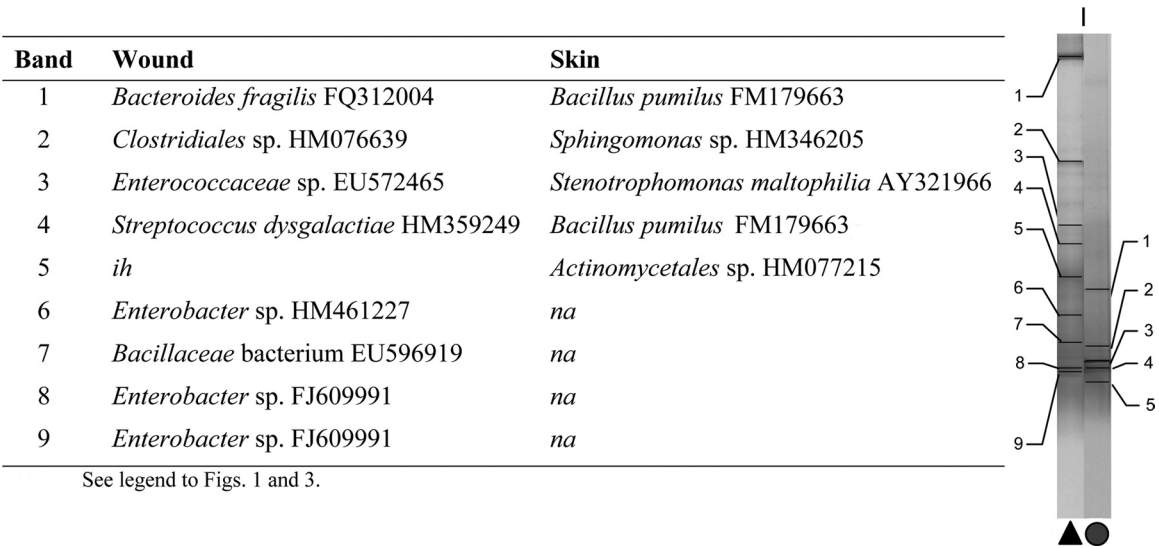 Band Wound Skin
1 Bacteroides fragilis FQ312004 Bacillus pumilus FM179663
2 Clostridiales sp. HM076639 Sphingomonas sp. HM346205
3 Enterococcaceae sp. EU572465 Stenotrophomonas maltophilia AY321966
4 Streptococcus dysgalactiae HM359249 Bacillus pumilus FM179663
5 ih Actinomycetales sp. HM077215
6 Enterobacter sp. HM461227 na
7 Bacillaceae bacterium EU596919 na
8 Enterobacter sp. FJ609991 na
9 Enterobacter sp. FJ609991 na
See legend to Figs. 1 and 3.
I
1
2
3
4
5
6
7
8
9
1
2
3
4
5